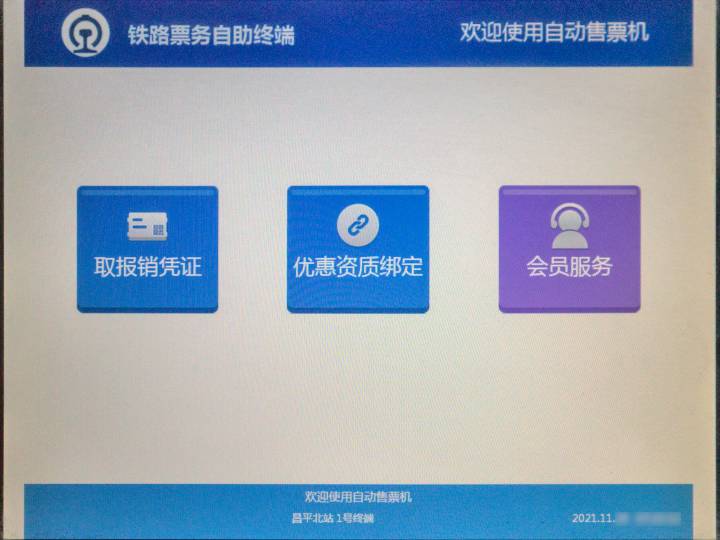 铁路票务自助终端
欢迎使用自动售票机
取报销凭证
优惠资质绑定
会员服务
欢迎使用自动售票机
昌平北站 1号终端
2021.11.